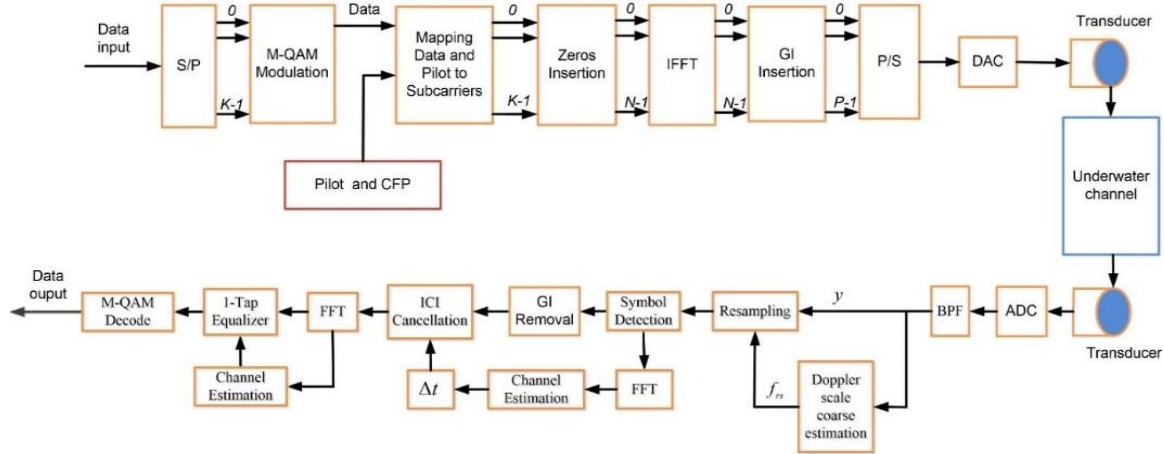 Data
input
S/P
0
K-1
M-QAM
Modulation
Data
Mapping
Data and
Pilot to
Subcarriers
0
K-1
Zeros
Insertion
0
N-1
IFFT
0
N-1
GI
Insertion
0
P-1
P/S
DAC
Transducer
Pilot and CFP
Underwater
channel
Data
ouput
M-QAM
Decode
1-Tap
Equalizer
FFT
ICI
Cancellation
GI
Removal
Symbol
Detection
Resampling
y
BPF
ADC
Transducer
Channel
Estimation
Δt
Channel
Estimation
FFT
frs
Doppler
scale
coarse
estimation